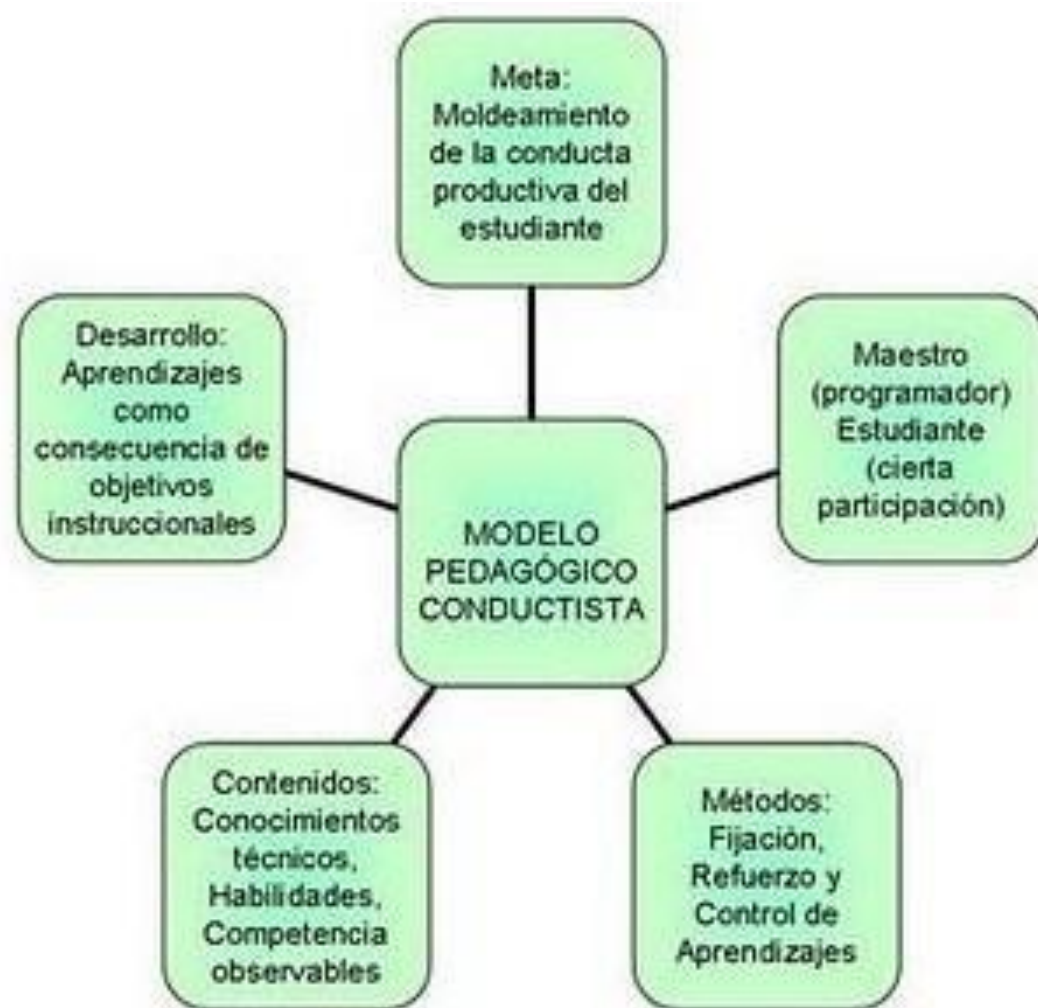 Meta:
Moldeamiento
de la conducta
productiva del
estudiante
Desarrollo:
Aprendizajes
como
consecuencia de
objetivos
instruccionales
Maestro
(programador)
Estudiante
(cierta
participación)
MODELO
PEDAGÓGICO
CONDUCTISTA
Contenidos:
Conocimientos
técnicos,
Habilidades,
Competencia
observables
Métodos:
Fijación,
Refuerzo y
Control de
Aprendizajes